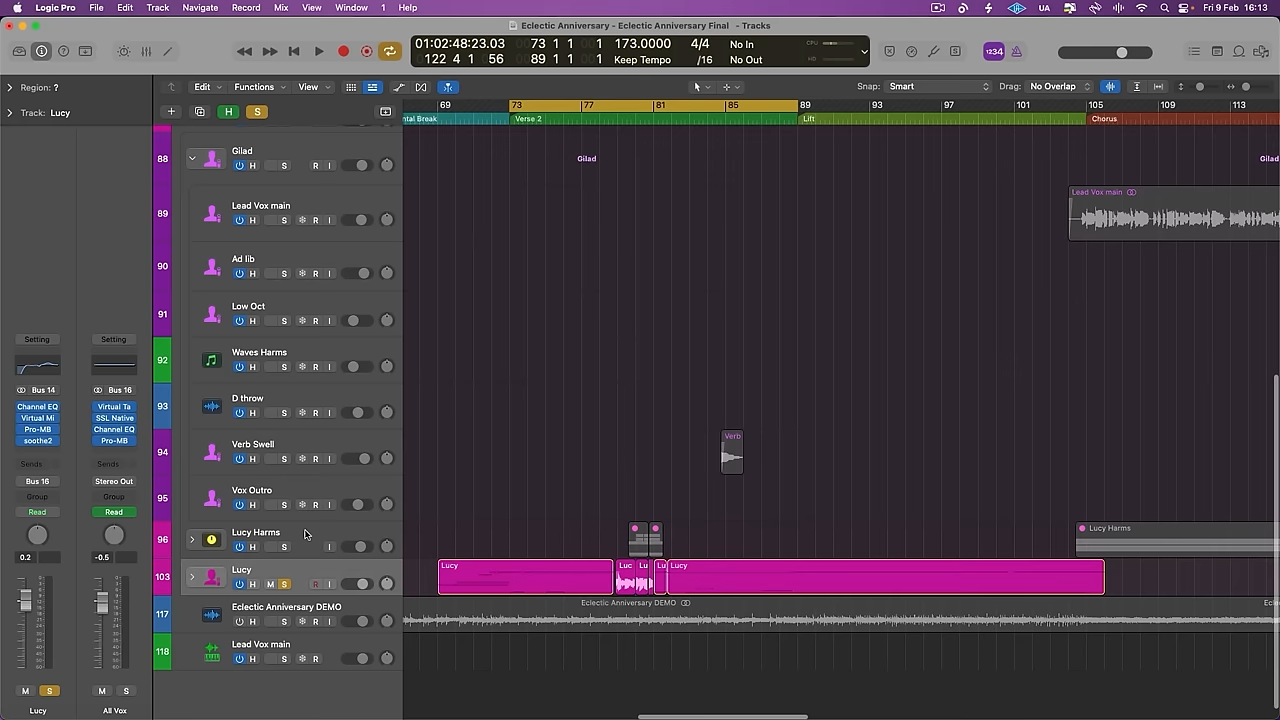 Logic Pro File Edit Track Navigate Record Mix View Window 1 Help UA Fri 9 Feb 16:13
Eclectic Anniversary - Eclectic Anniversary Final - Tracks
01:02:48:23.03 73 1 1 1 173.0000 4/4 No In CPU
122 4 1 56 89 1 1 1 Keep Tempo /16 No Out HD
1234
Region: ? Edit Functions View Snap: Smart Drag: No Overlap
Track: Lucy H S
69 73 77 81 85 89 93 97 101 105 109 113
ntal Break Verse 2 Lift Chorus
88 Gilad H S R I Gilad Gilad
89 Lead Vox main H S R I Lead Vox main
90 Ad lib H S R I
91 Low Oct H S R I
92 Waves Harms H S R I
93 D throw H S R I
94 Verb Swell H S R I Verb
95 Vox Outro H S R I
96 Lucy Harms H S I Lucy Harms
103 Lucy H M S R I Lucy Luc Lu Lu Lucy
117 Eclectic Anniversary DEMO H S R I Eclectic Anniversary DEMO Ecle
118 Lead Vox main H S R
Setting Setting
Bus 14 Bus 16
Channel EQ Virtual Ta
Virtual Mi SSL Native
Pro-MB Channel EQ
soothe2 Pro-MB
Sends Sends
Bus 16 Stereo Out
Group Group
Read Read
0.2 -0.5
M S M S
Lucy All Vox